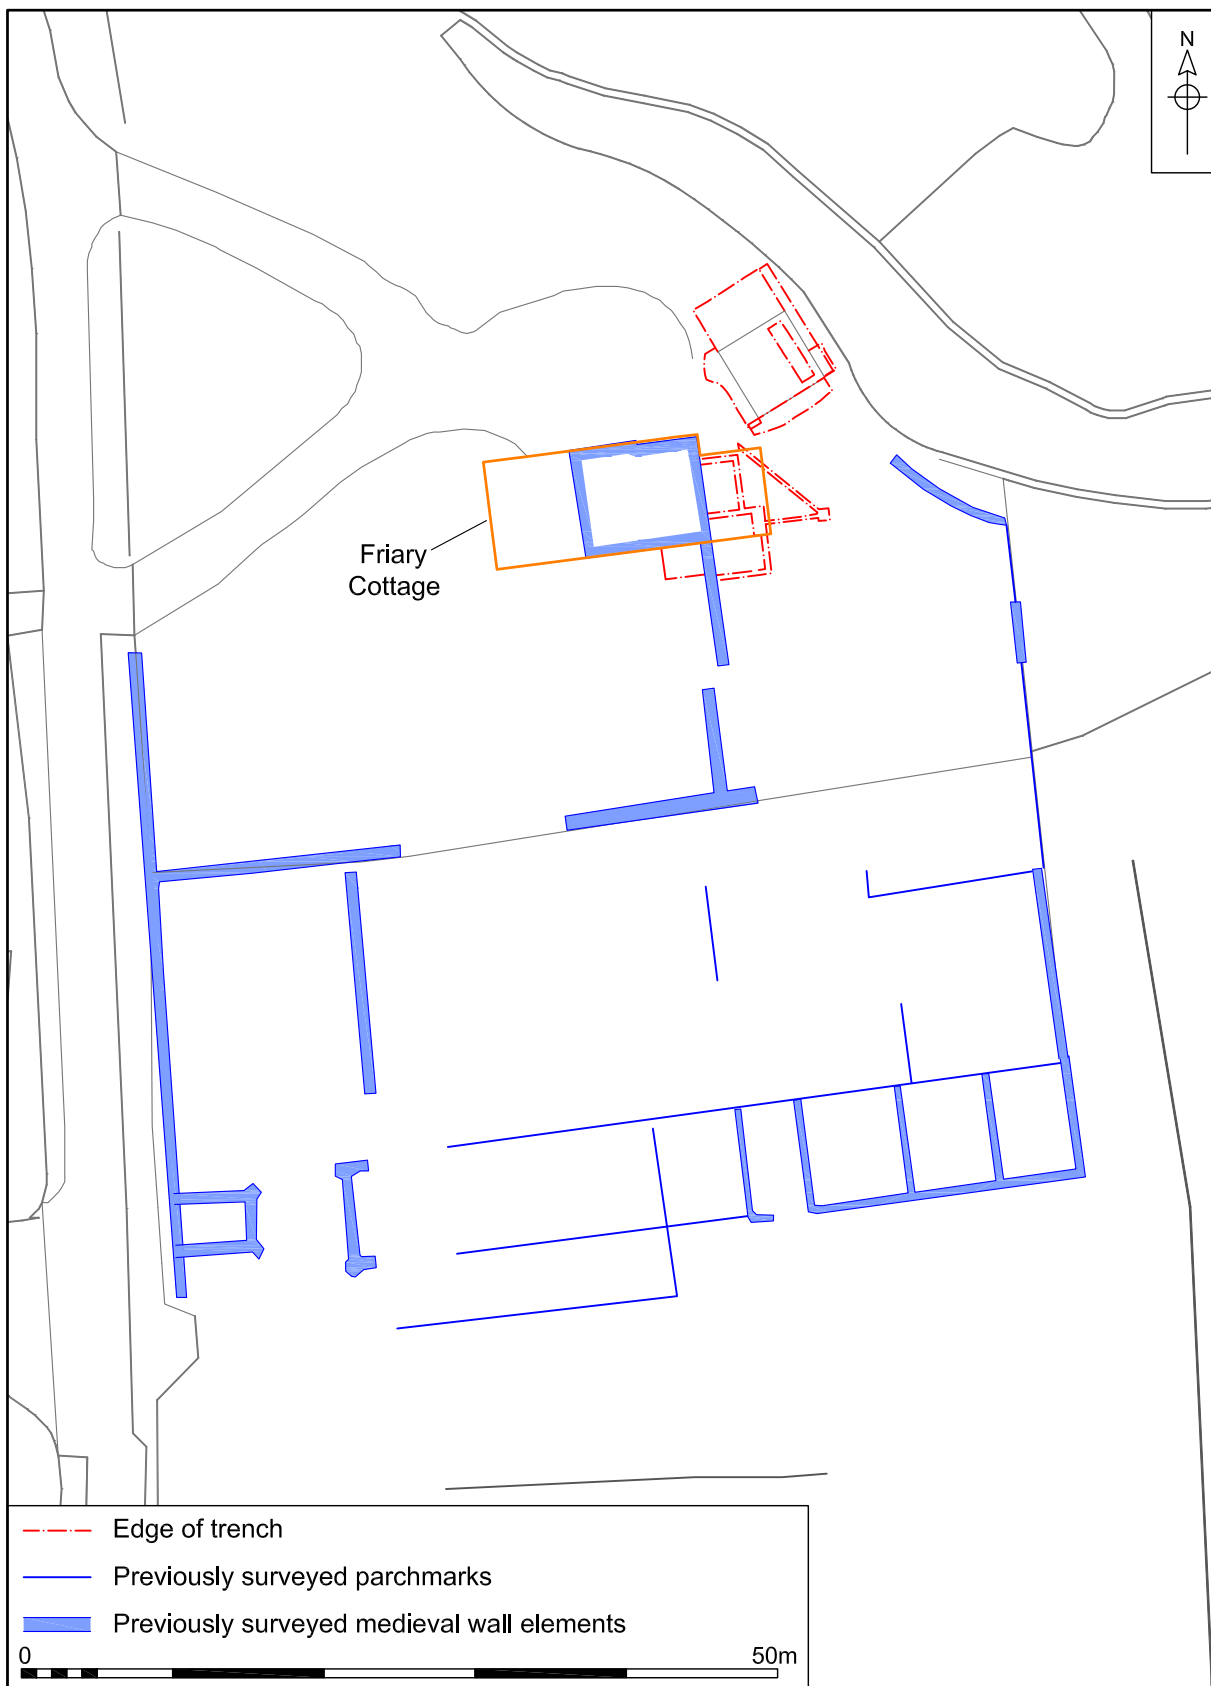 N
Friary
Cottage
Edge of trench
Previously surveyed parchmarks
Previously surveyed medieval wall elements
0 50m